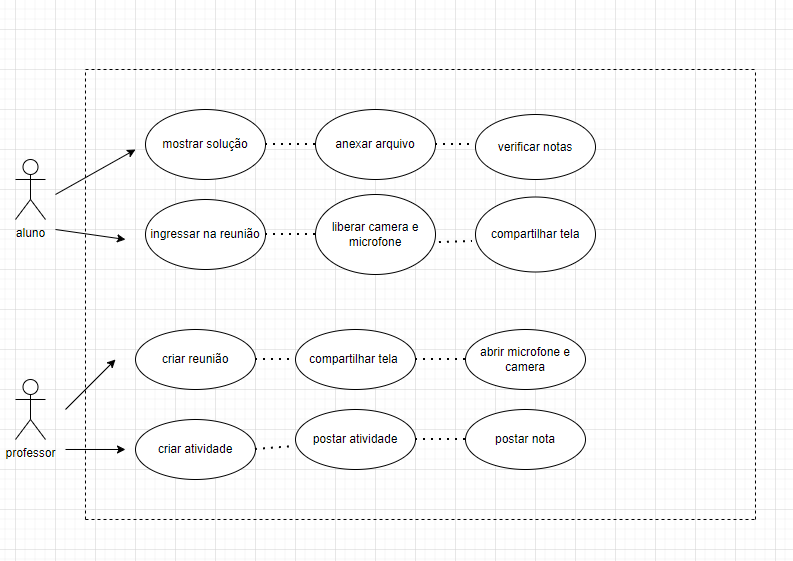 mostrar solução
anexar arquivo
verificar notas
aluno
ingressar na reunião
liberar camera e
microfone
compartilhar tela
criar reunião
compartilhar tela
abrir microfone e
camera
professor
criar atividade
postar atividade
postar nota